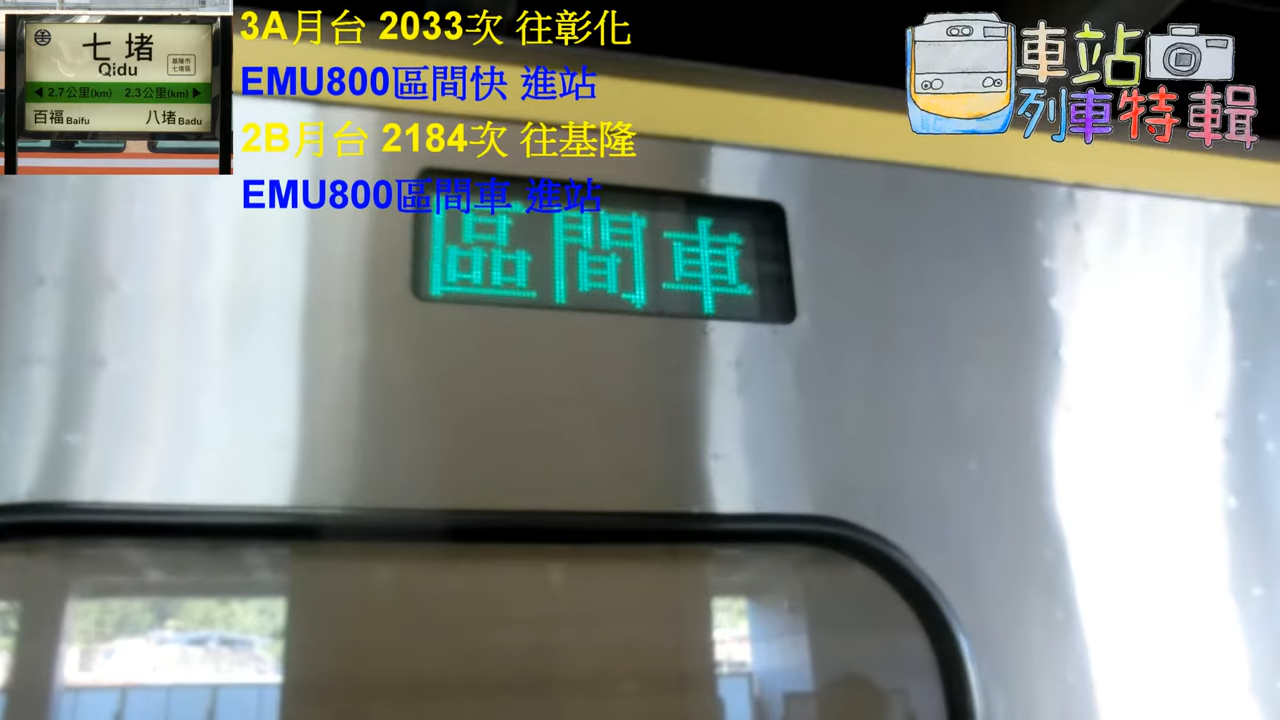 七堵
Qidu
基隆市
七堵區
◀ 2.7公里(km) 2.3公里(km) ▶
百福 Baifu 八堵 Badu
3A月台 2033次 往彰化
EMU800區間快 進站
2B月台 2184次 往基隆
EMU800區間車 進站
車站
列車特輯
區間車